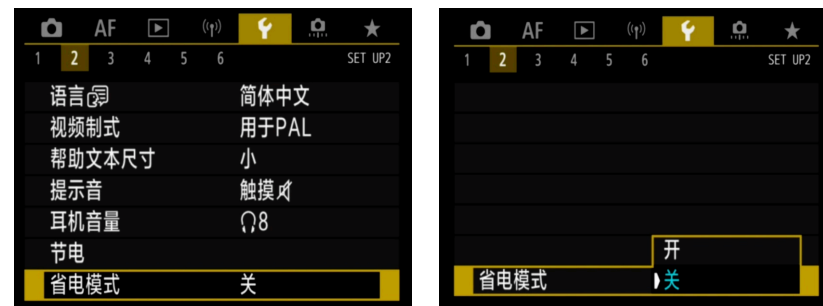 AF
1 2 3 4 5 6 SET UP2
语言
简体中文
视频制式
用于PAL
帮助文本尺寸
小
提示音
触摸
耳机音量
8
节电
省电模式
关
AF
1 2 3 4 5 6 SET UP2
开
省电模式
关